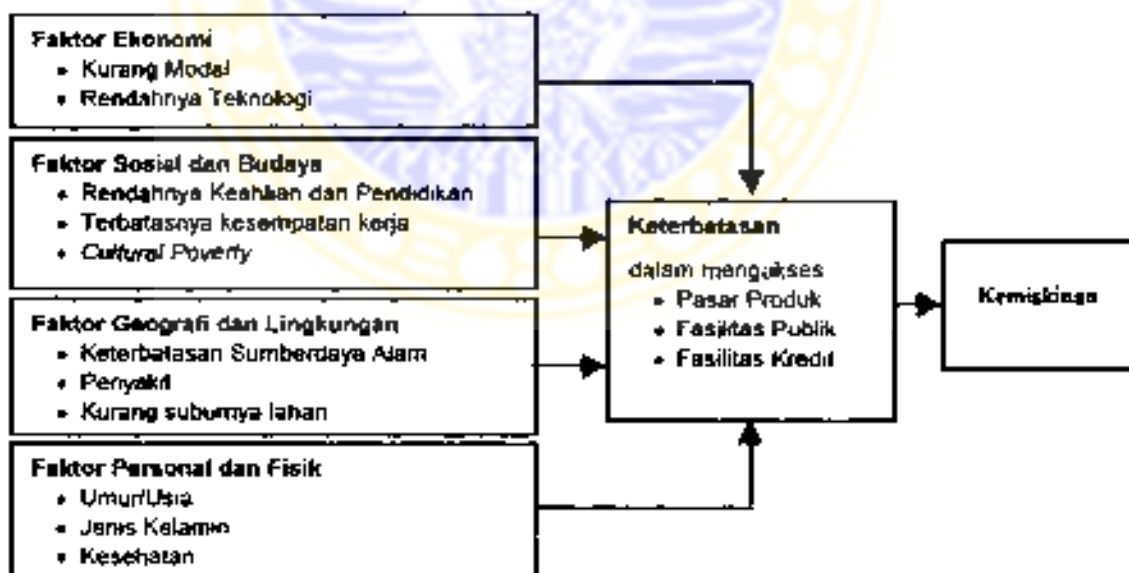 Faktor Ekonomi
• Kurang Modal
• Rendahnya Teknologi
Faktor Sosial dan Budaya
• Rendahnya Keahlian dan Pendidikan
• Terbatasnya kesempatan kerja
• Cultural Poverty
Faktor Geografi dan Lingkungan
• Keterbatasan Sumberdaya Alam
• Penyakit
• Kurang suburnya lahan
Faktor Personal dan Fisik
• Umur/Usia
• Jenis Kelamin
• Kesehatan
Keterbatasan
dalam mengakses
• Pasar Produk
• Fasilitas Publik
• Fasilitas Kredit
Kemiskinan